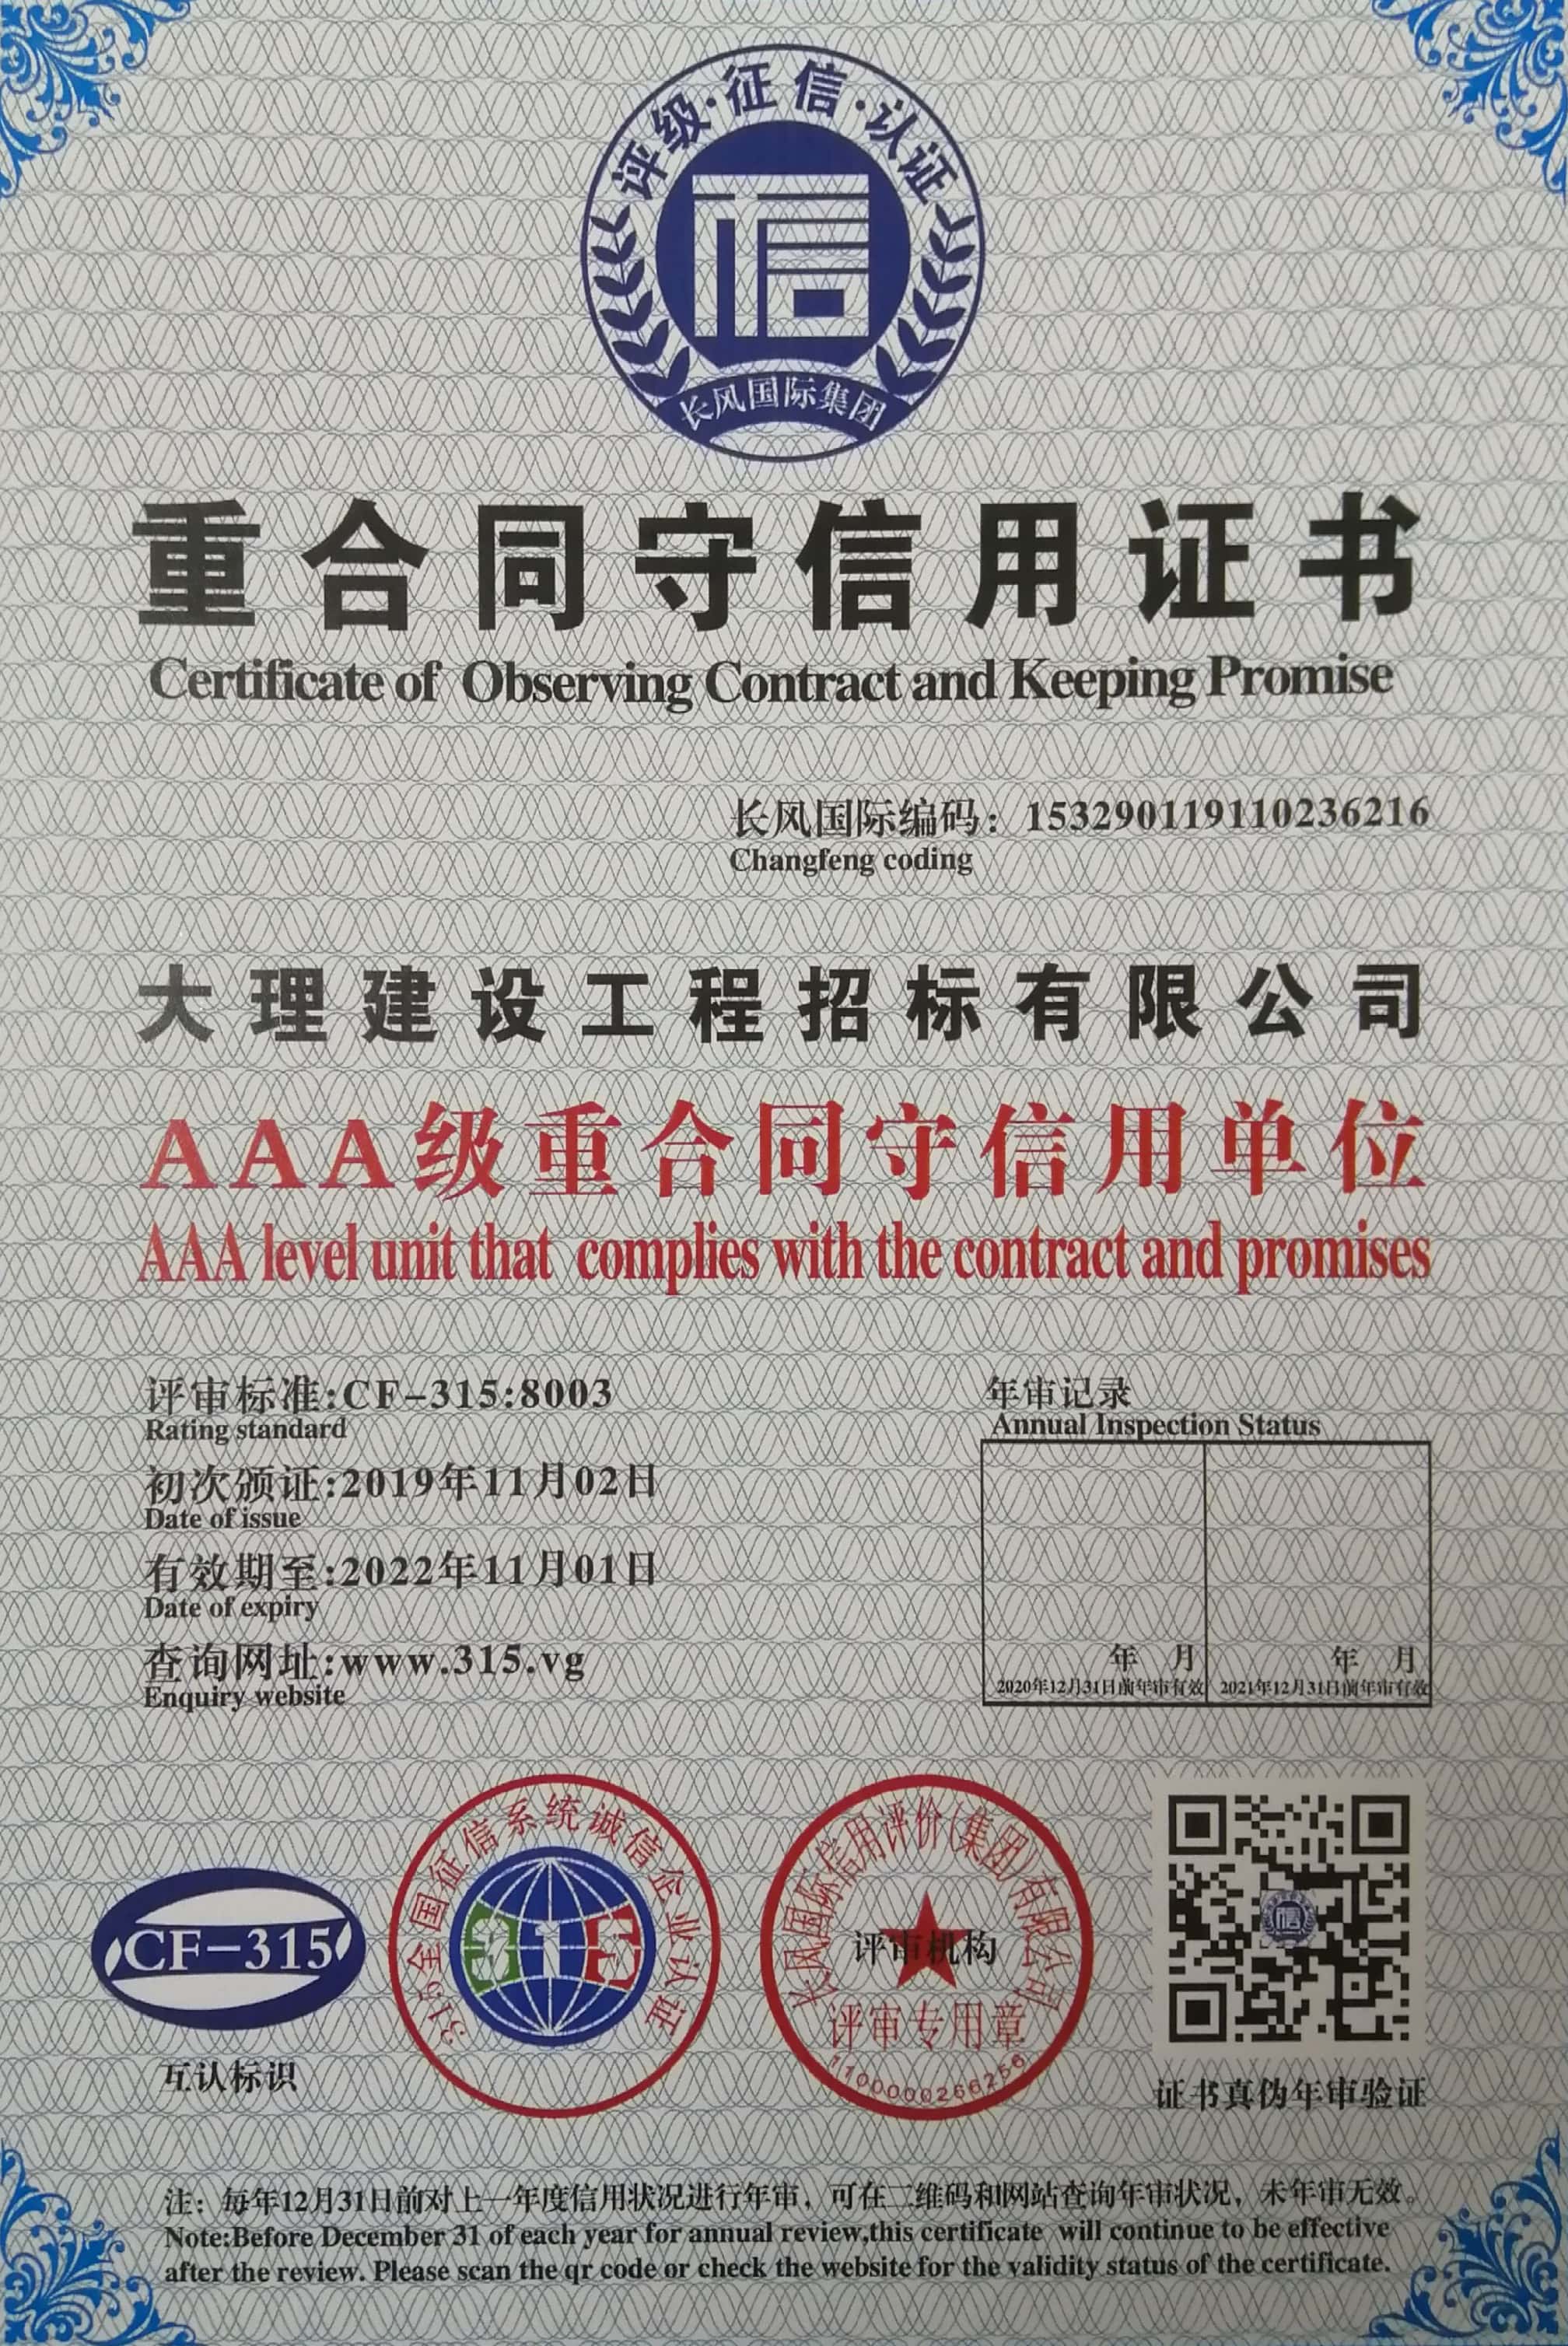 评级·征信·认证
信
长风国际集团
重合同守信用证书
Certificate of Observing Contract and Keeping Promise
长风国际编码：153290119110236216
Changfeng coding
大理建设工程招标有限公司
AAA级重合同守信用单位
AAA level unit that complies with the contract and promises
评审标准:CF-315:8003
Rating standard
初次颁证:2019年11月02日
Date of issue
有效期至:2022年11月01日
Date of expiry
查询网址:www.315.vg
Enquiry website
年审记录
Annual Inspection Status
年 月
2020年12月31日前年审有效
年 月
2021年12月31日前年审有效
CF-315
互认标识
315全国征信系统诚信企业认证
315
长风国际信用评价(集团)有限公司
评审机构
评审专用章
1100000266256
信
证书真伪年审验证
注：每年12月31日前对上一年度信用状况进行年审，可在二维码和网站查询年审状况，未年审无效。
Note:Before December 31 of each year for annual review,this certificate will continue to be effective
after the review. Please scan the qr code or check the website for the validity status of the certificate.